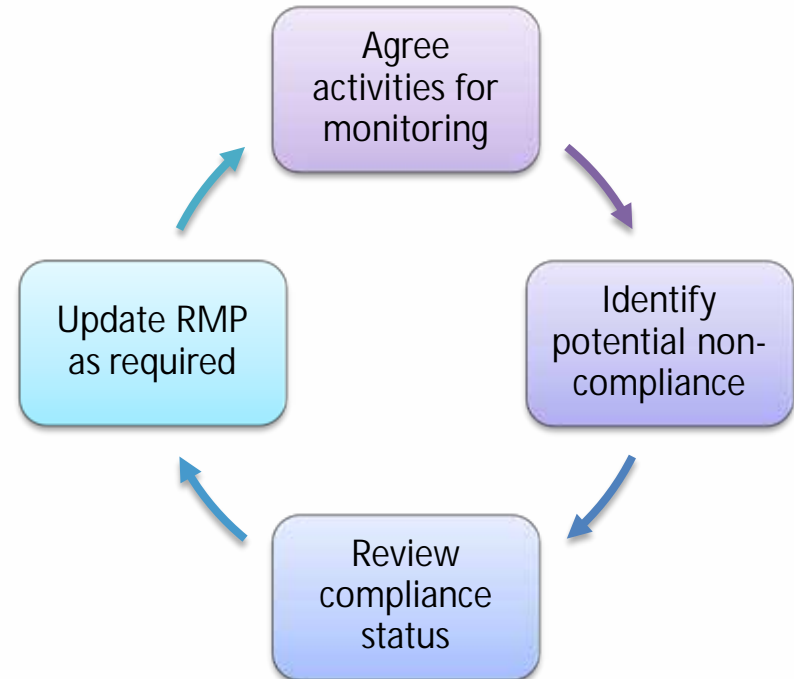 Agree
activities for
monitoring
Identify
potential non-
compliance
Review
compliance
status
Update RMP
as required